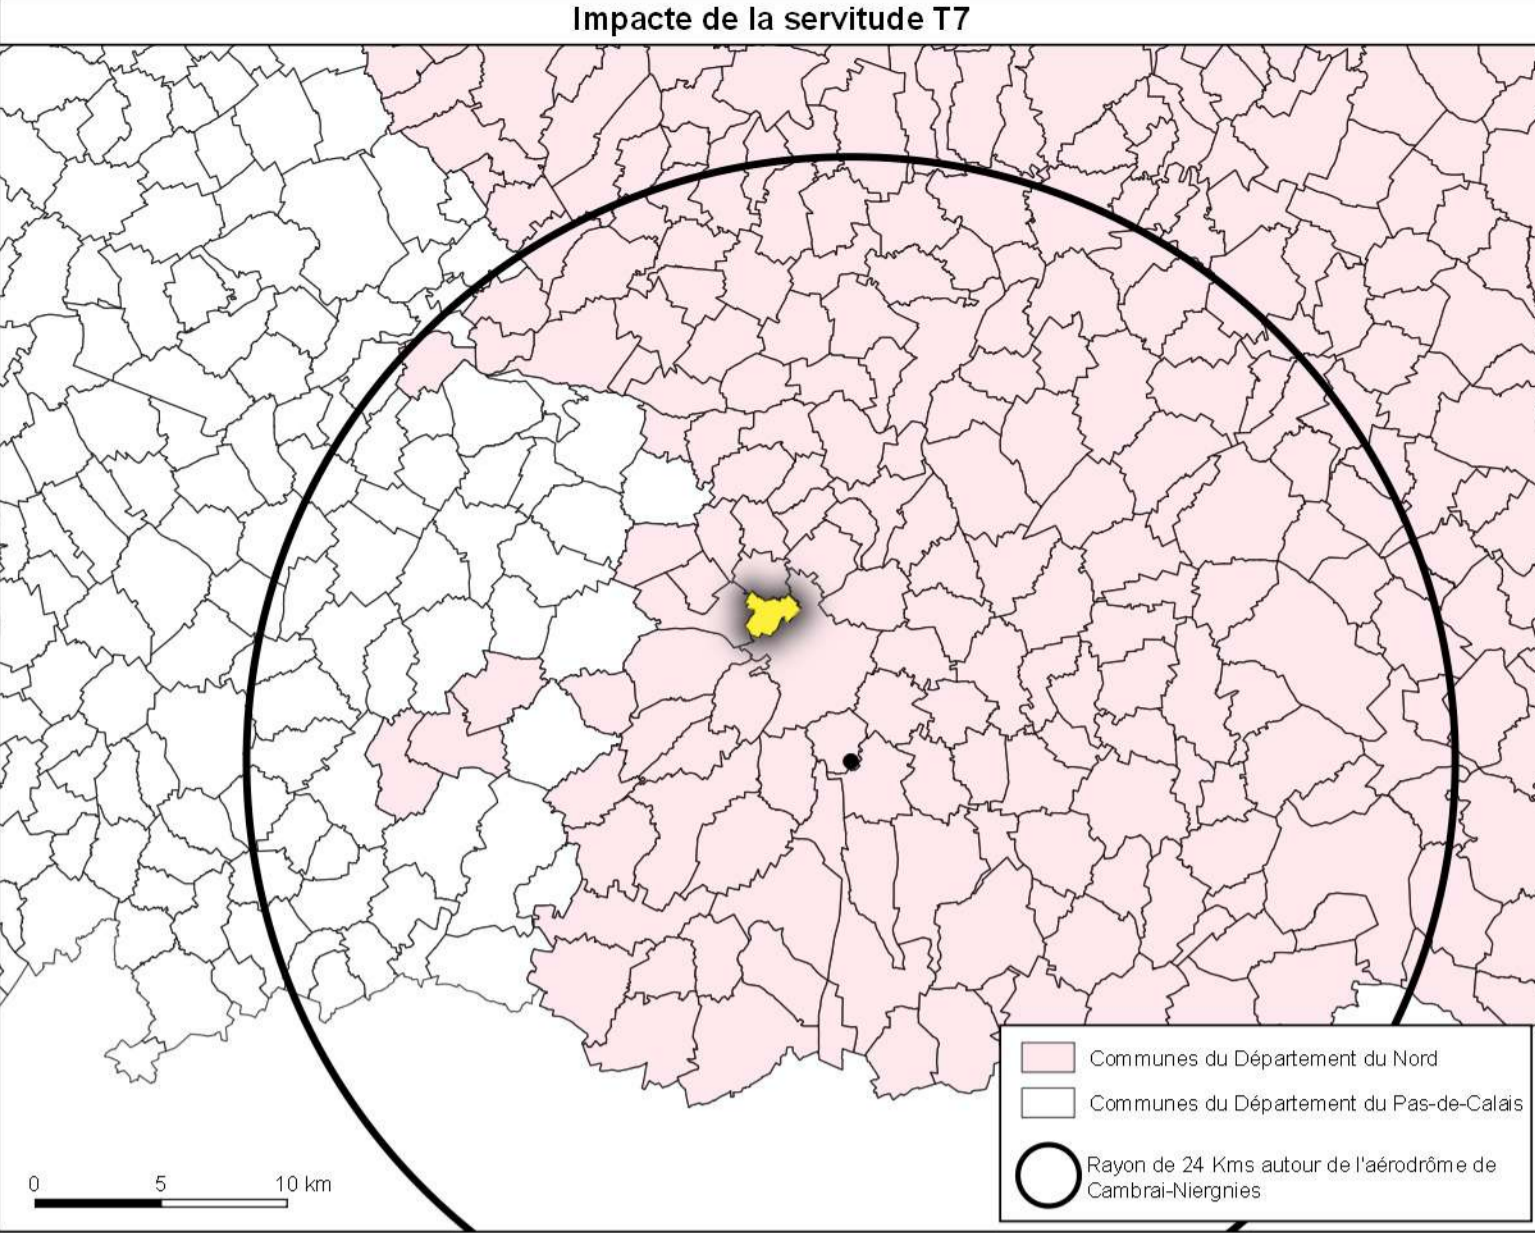 Impacte de la servitude T7
Communes du Département du Nord
Communes du Département du Pas-de-Calais
Rayon de 24 Kms autour de l'aérodrôme de
Cambrai-Niergnies
0 5 10 km